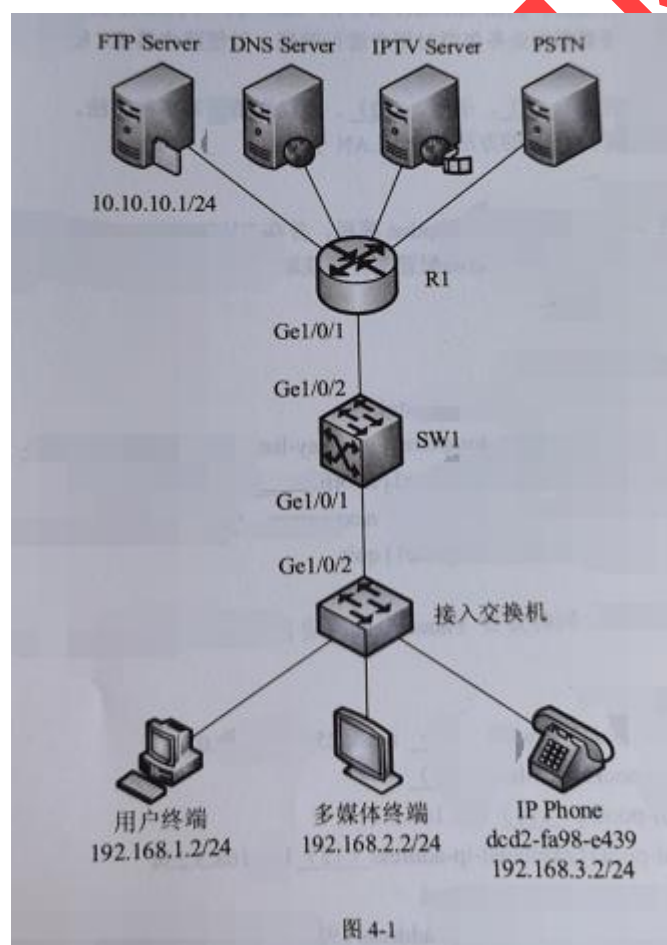 FTP Server DNS Server IPTV Server PSTN
10.10.10.1/24
R1
Ge1/0/1
Ge1/0/2
SW1
Ge1/0/1
Ge1/0/2
接入交换机
用户终端
192.168.1.2/24
多媒体终端
192.168.2.2/24
IP Phone
dcd2-fa98-e439
192.168.3.2/24
图 4-1